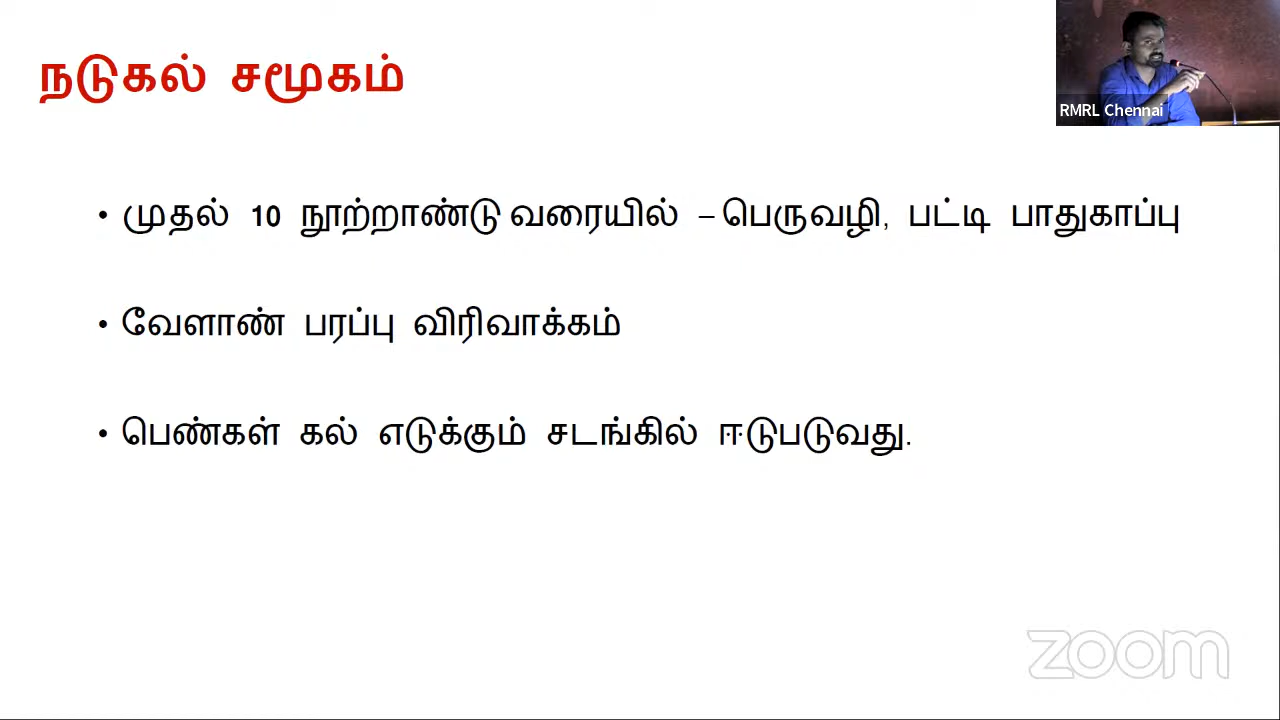 நடுகல் சமூகம்
RMRL Chennai
• முதல் 10 நூற்றாண்டு வரையில் – பெருவழி, பட்டி பாதுகாப்பு
• வேளாண் பரப்பு விரிவாக்கம்
• பெண்கள் கல் எடுக்கும் சடங்கில் ஈடுபடுவது.
zoom